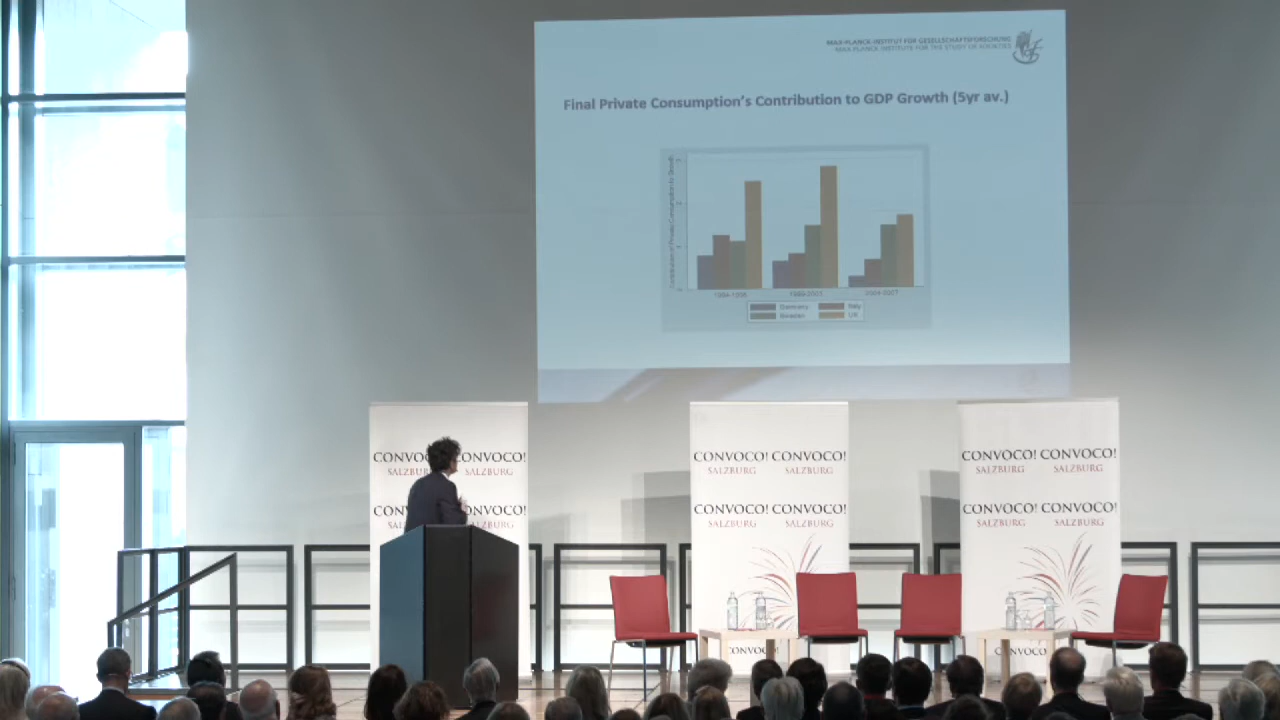 MAX-PLANCK-INSTITUT FÜR GESELLSCHAFTSFORSCHUNG
MAX PLANCK INSTITUTE FOR THE STUDY OF SOCIETIES
Final Private Consumption's Contribution to GDP Growth (5yr av.)
Germany Italy
Sweden UK
CONVOCO! CONVOCO!
SALZBURG
CONVOCO! CONVOCO!
SALZBURG SALZBURG
CONVOCO! CONVOCO!
SALZBURG SALZBURG
CONVOCO!
SALZBURG
CONVOCO! CONVOCO!
SALZBURG SALZBURG
CONVOCO! CONVOCO!
SALZBURG SALZBURG
CONVOCO!
CONVOCO